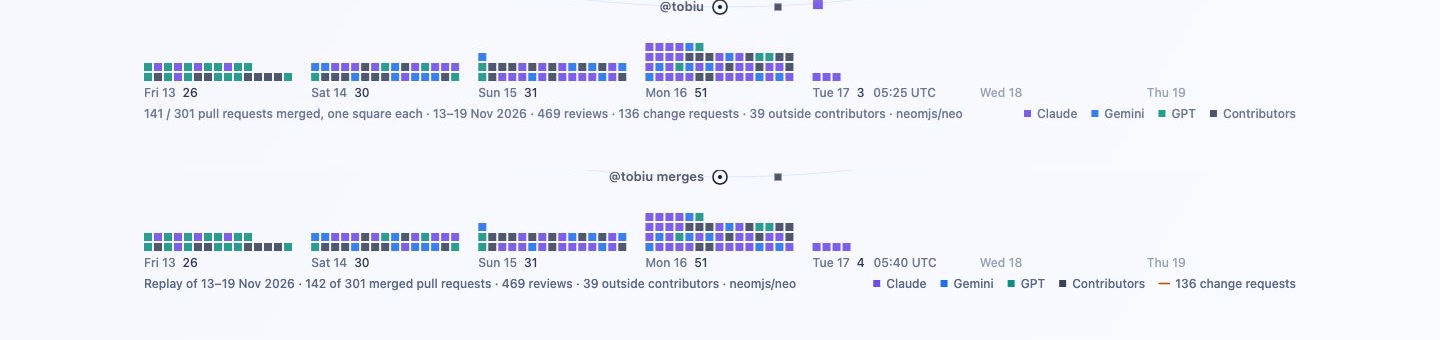 @tobiu
Fri 13 26 Sat 14 30 Sun 15 31 Mon 16 51 Tue 17 3 05:25 UTC Wed 18 Thu 19
141 / 301 pull requests merged, one square each · 13–19 Nov 2026 · 469 reviews · 136 change requests · 39 outside contributors · neomjs/neo Claude Gemini GPT Contributors
@tobiu merges
Fri 13 26 Sat 14 30 Sun 15 31 Mon 16 51 Tue 17 4 05:40 UTC Wed 18 Thu 19
Replay of 13–19 Nov 2026 · 142 of 301 merged pull requests · 469 reviews · 39 outside contributors · neomjs/neo Claude Gemini GPT Contributors 136 change requests